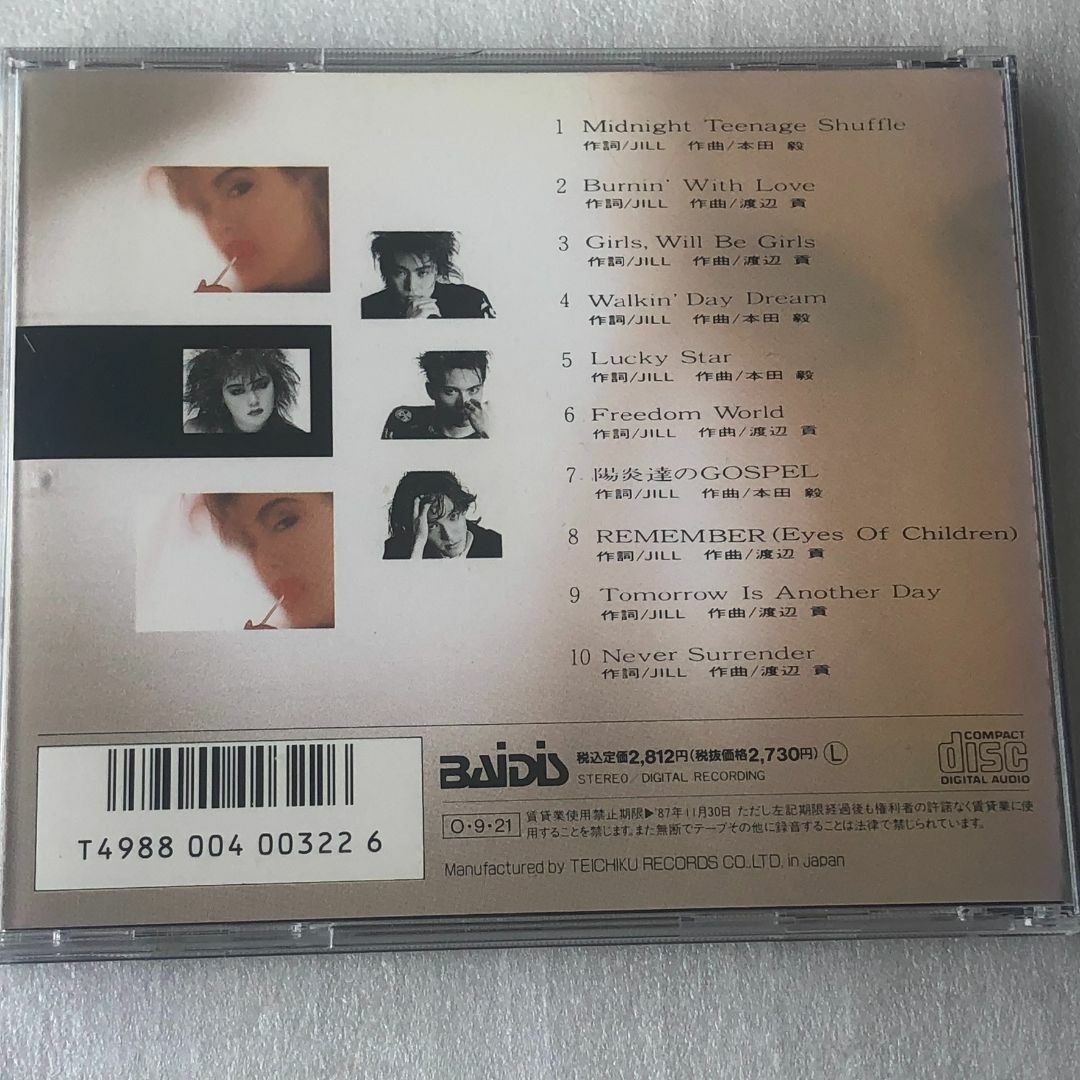 1 Midnight Teenage Shuffle
作詞/JILL 作曲/本田 毅
2 Burnin' With Love
作詞/JILL 作曲/渡辺 貢
3 Girls, Will Be Girls
作詞/JILL 作曲/渡辺 貢
4 Walkin' Day Dream
作詞/JILL 作曲/本田 毅
5 Lucky Star
作詞/JILL 作曲/本田 毅
6 Freedom World
作詞/JILL 作曲/渡辺 貢
7 陽炎達のGOSPEL
作詞/JILL 作曲/本田 毅
8 REMEMBER (Eyes Of Children)
作詞/JILL 作曲/渡辺 貢
9 Tomorrow Is Another Day
作詞/JILL 作曲/渡辺 貢
10 Never Surrender
作詞/JILL 作曲/渡辺 貢
BAIDIS 税込定価2,812円(税抜価格2,730円) L
STEREO/DIGITAL RECORDING
COMPACT
disc
DIGITAL AUDIO
O・9・21 賃貸業使用禁止期限▶'87年11月30日 ただし左記期限経過後も権利者の許諾なく賃貸業に使
用することを禁じます。また無断でテープその他に録音することは法律で禁じられています。
T4988 004 00322 6
Manufactured by TEICHIKU RECORDS CO.,LTD. in Japan